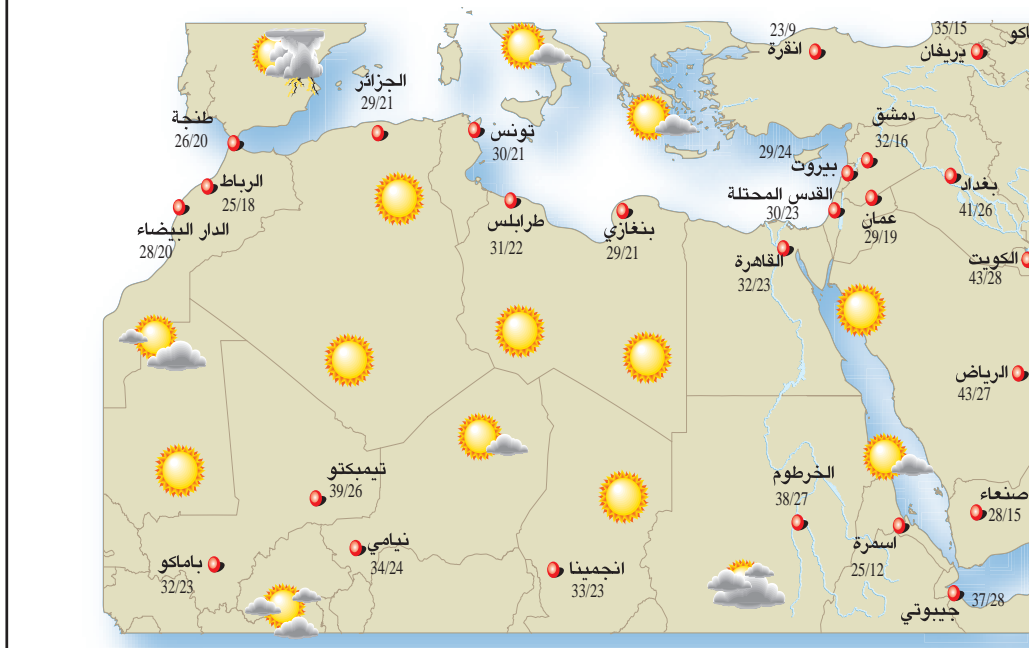 23/9
انقرة
35/15
يريفان
باكو
الجزائر
29/21
طنجة
26/20
تونس
30/21
دمشق
32/16
29/24
بيروت
بغداد
41/26
الرباط
25/18
القدس المحتلة
30/23
عمان
29/19
الدار البيضاء
28/20
طرابلس
31/22
بنغازي
29/21
القاهرة
32/23
الكويت
43/28
الرياض
43/27
تيمبكتو
39/26
الخرطوم
38/27
صنعاء
28/15
اسمرة
25/12
نيامي
34/24
باماكو
32/23
انجمينا
33/23
37/28
جيبوتي